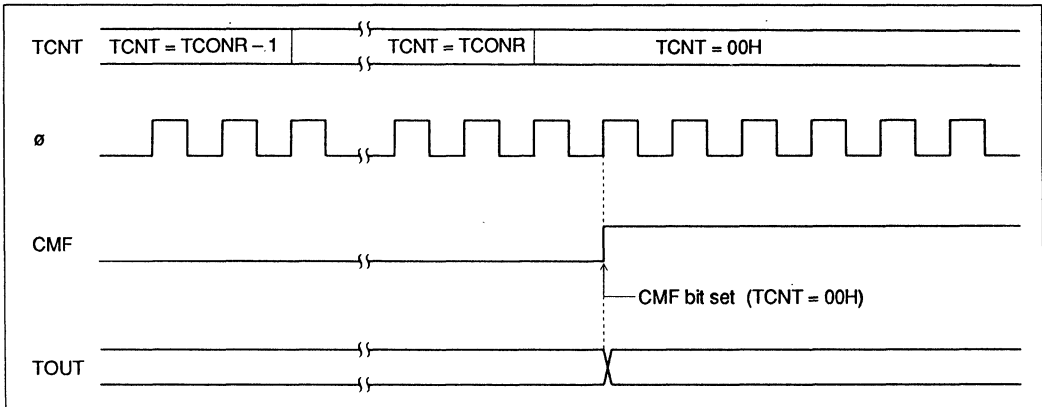 TCNT TCNT = TCONR – 1 TCNT = TCONR TCNT = 00H
ø
CMF
CMF bit set (TCNT = 00H)
TOUT